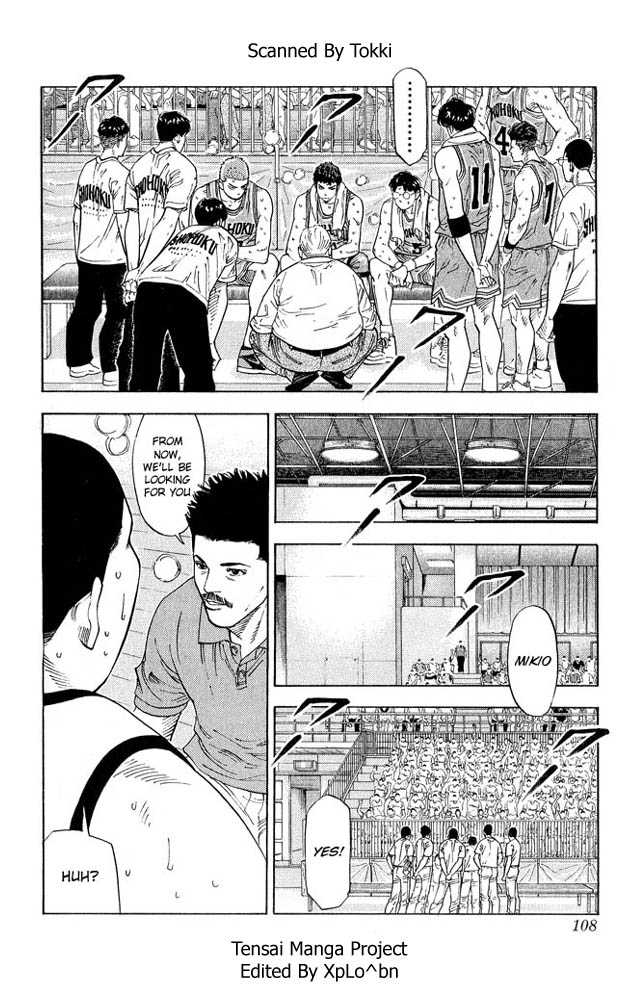 Scanned By Tokki
.........
SHOHOKU
SHOHOKU
SHOHOKU
11
4
7
MIKIO
YES!
FROM
NOW,
WE'LL BE
LOOKING
FOR YOU
HUH?
108
Tensai Manga Project
Edited By XpLo^bn